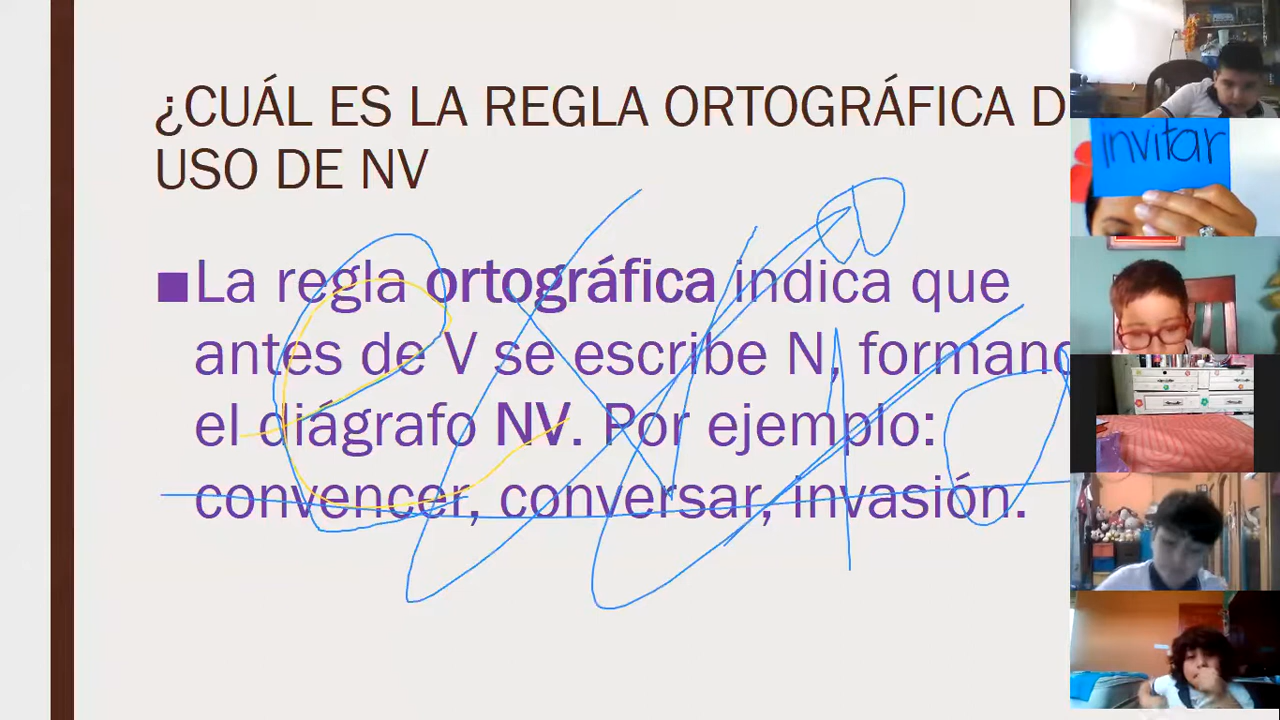 ¿CUÁL ES LA REGLA ORTOGRÁFICA D
USO DE NV
La regla ortográfica indica que
antes de V se escribe N, formand
el diágrafo NV. Por ejemplo:
convencer, conversar, invasión.
invitar